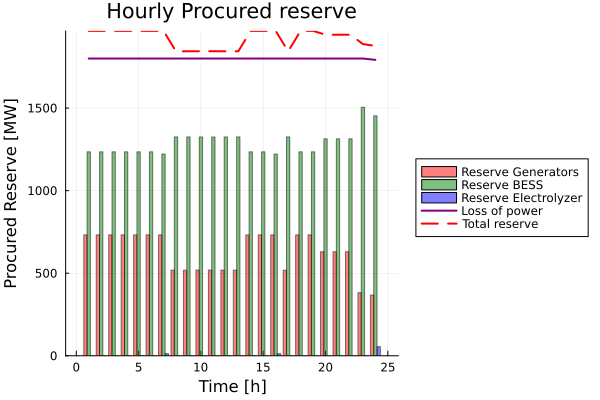 Hourly Procured reserve
Procured Reserve [MW]
1500
1000
500
0
0 5 10 15 20 25
Time [h]
Reserve Generators
Reserve BESS
Reserve Electrolyzer
Loss of power
Total reserve